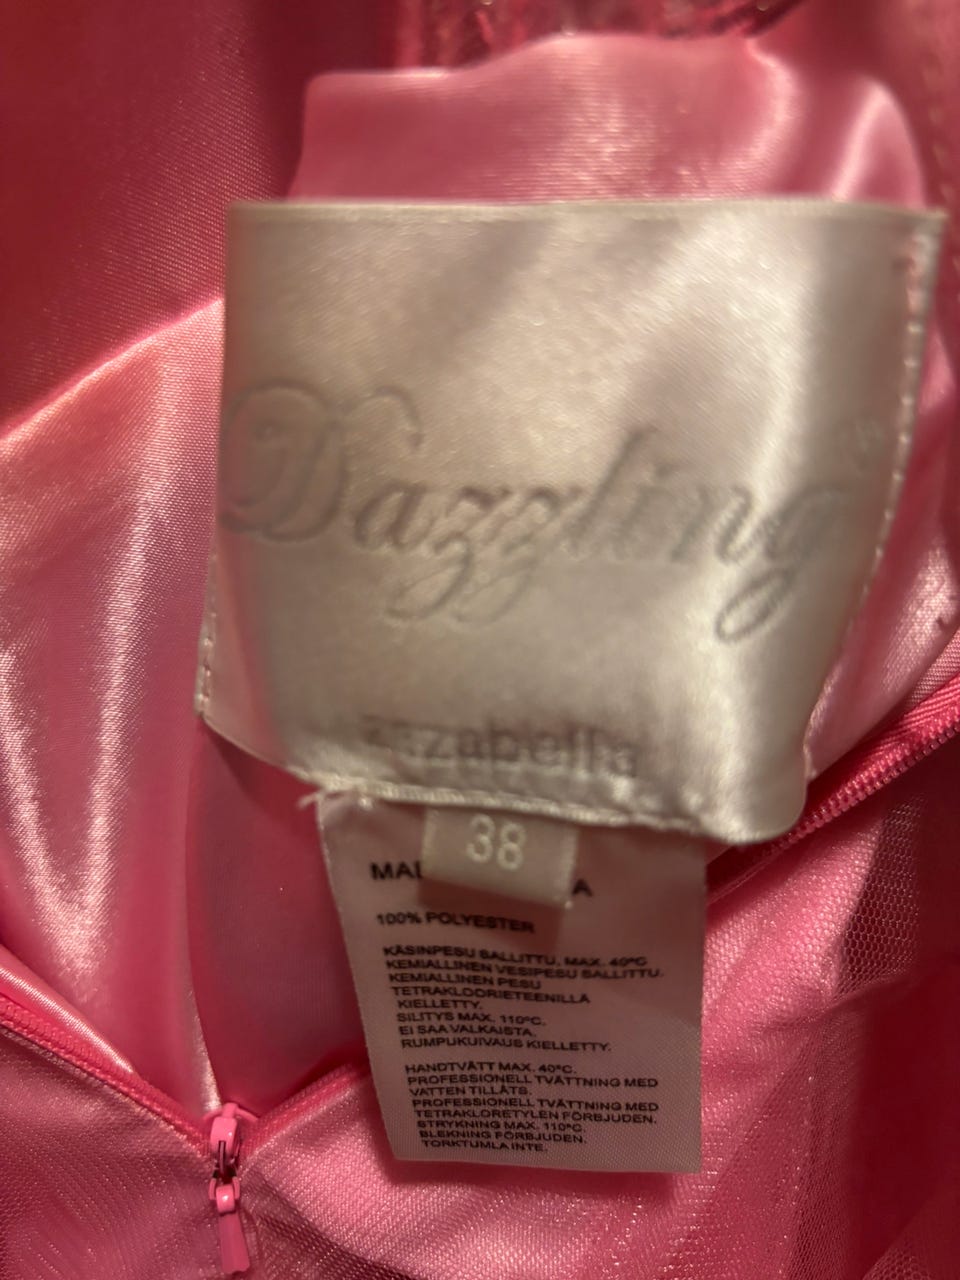 Dazzling
zazabella
38
100% POLYESTER
KÄSINPESU SALLITTU, MAX. 40°C
KEMIALLINEN VESIPESU SALLITTU.
KEMIALLINEN PESU
TETRAKLOORIETEENILLÄ
KIELLETTY.
SILITYS MAX. 110°C.
EI SAA VALKAISTA.
RUMPUKUIVAUS KIELLETTY.
HANDTVÄTT MAX. 40°C.
PROFESSIONELL TVÄTTNING MED
VATTEN TILLÅTS.
PROFESSIONELL TVÄTTNING MED
TETRAKLORETYLEN FÖRBJUDEN.
STRYKNING MAX. 110°C.
BLEKNING FÖRBJUDEN.
TORKTUMLA INTE.